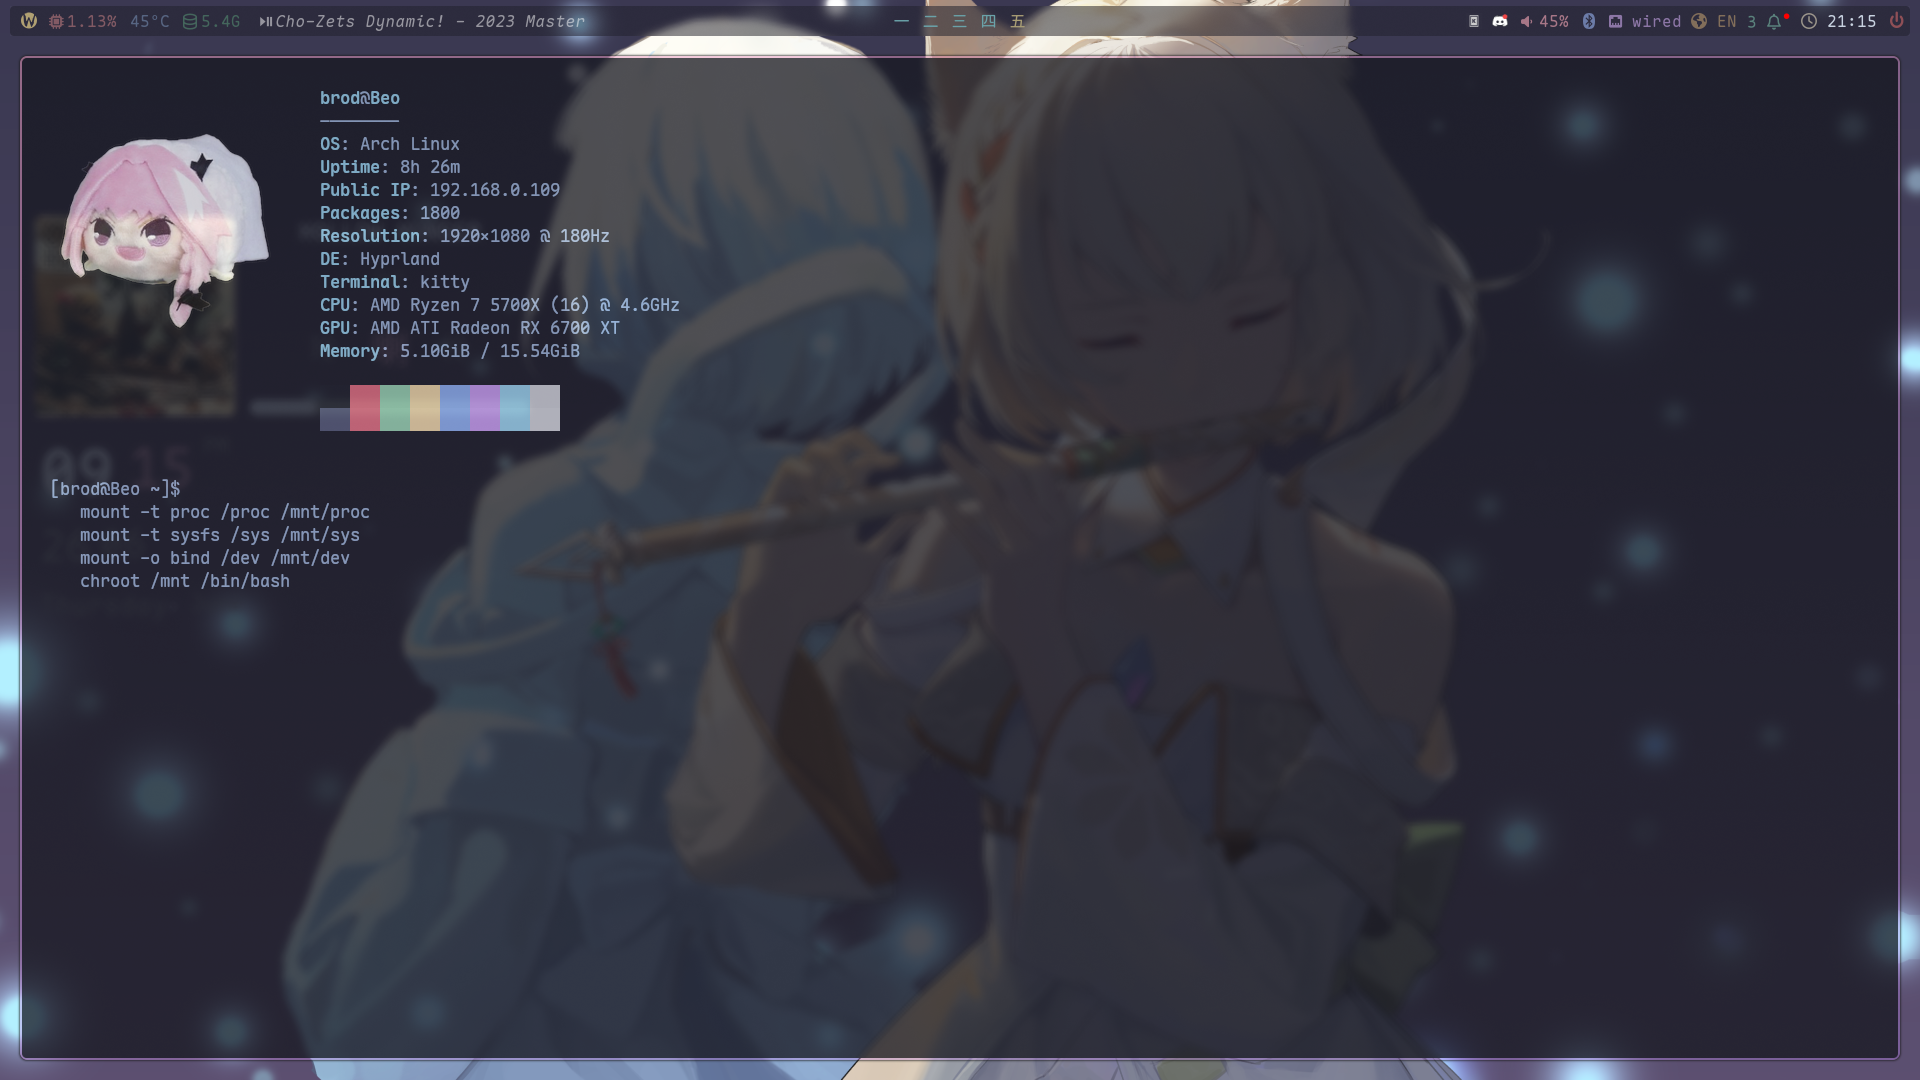 1.13% 45°C 5.4G Cho-Zets Dynamic! - 2023 Master 一 二 三 四 五 45% wired EN 3 21:15
brod@Beo
OS: Arch Linux
Uptime: 8h 26m
Public IP: 192.168.0.109
Packages: 1800
Resolution: 1920×1080 @ 180Hz
DE: Hyprland
Terminal: kitty
CPU: AMD Ryzen 7 5700X (16) @ 4.6GHz
GPU: AMD ATI Radeon RX 6700 XT
Memory: 5.10GiB / 15.54GiB
09 15
[brod@Beo ~]$
mount -t proc /proc /mnt/proc
mount -t sysfs /sys /mnt/sys
mount -o bind /dev /mnt/dev
chroot /mnt /bin/bash